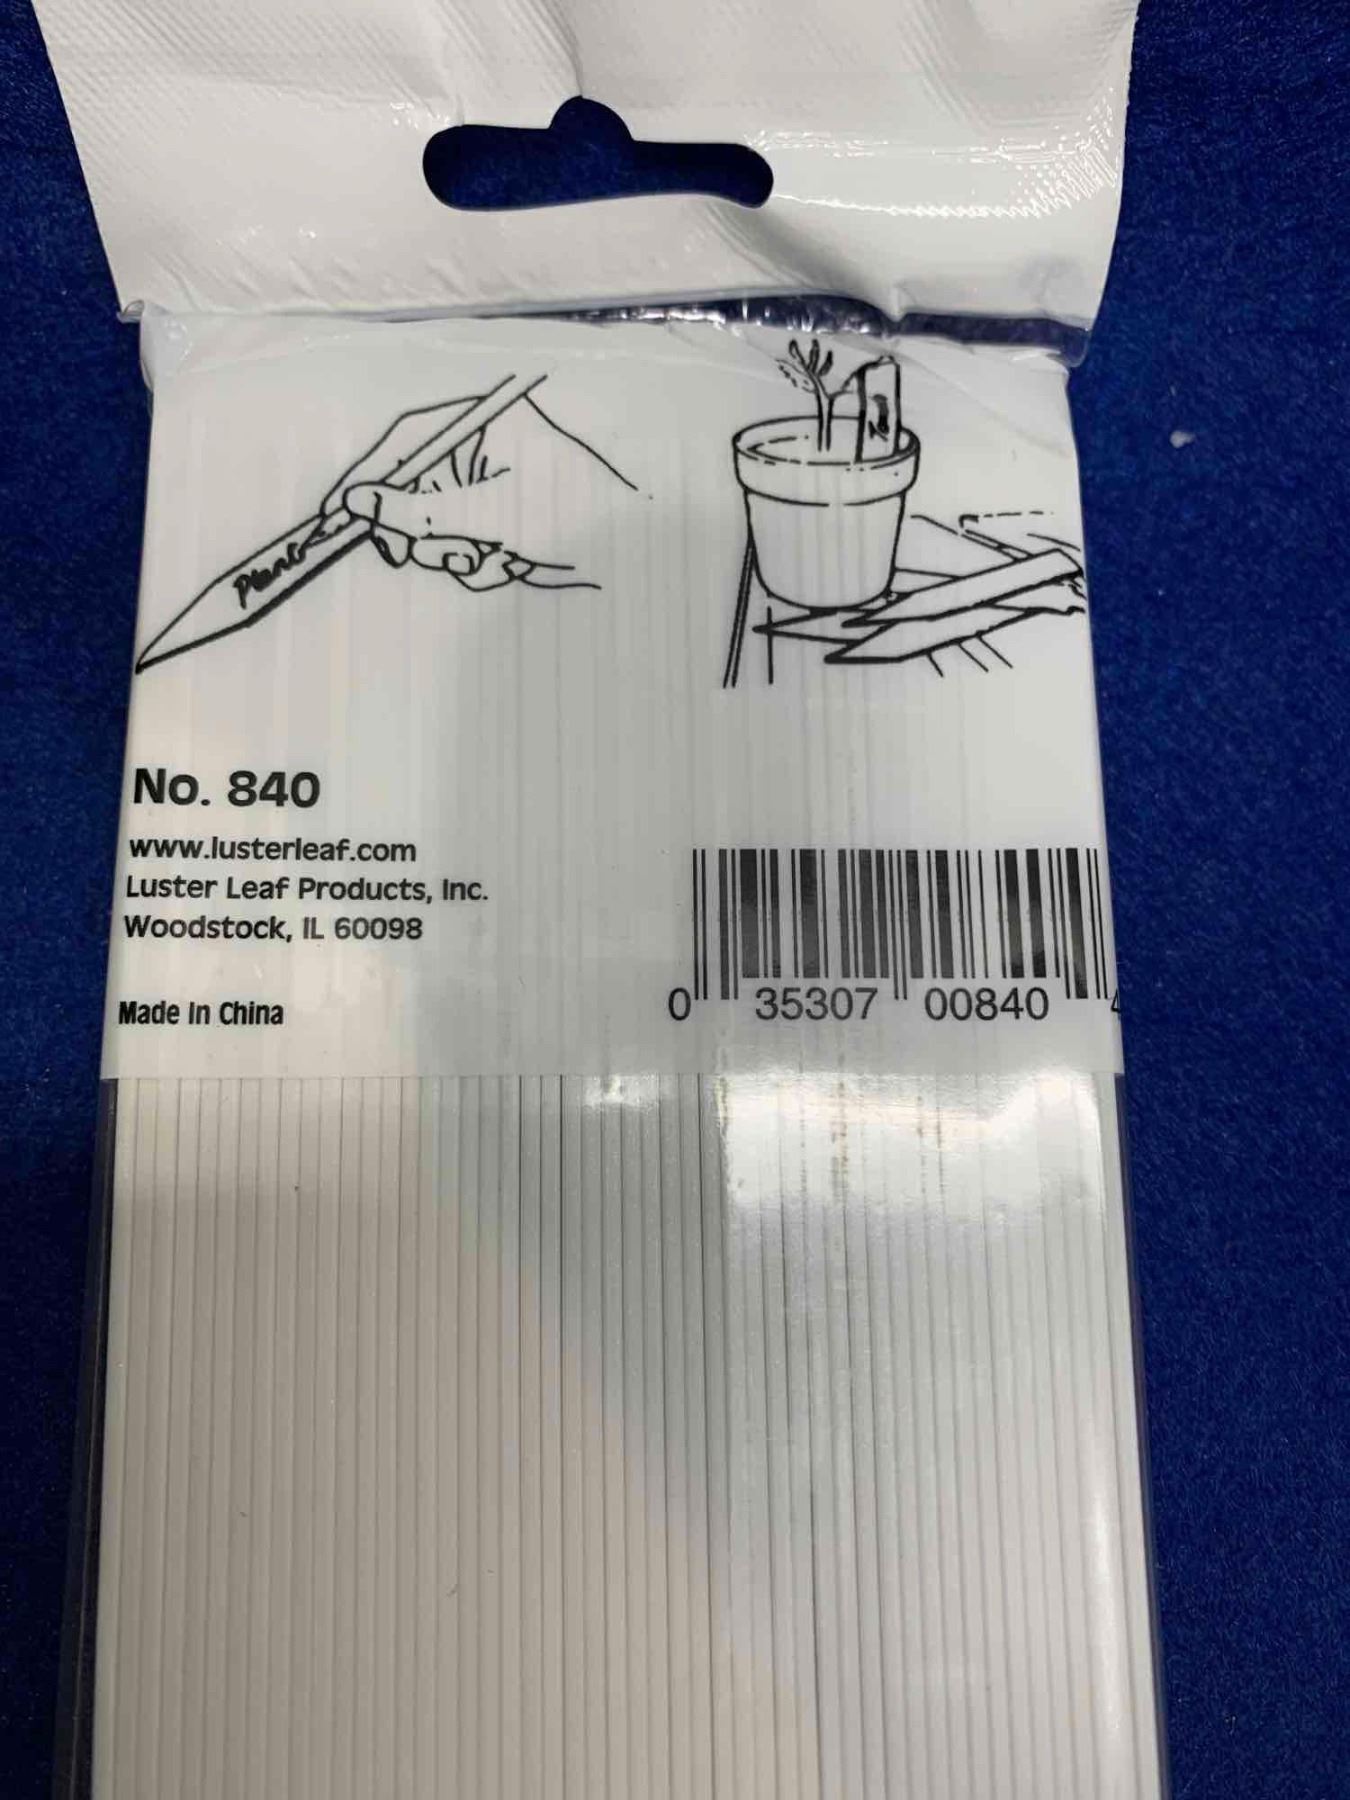 Plant
No. 840
www.lusterleaf.com
Luster Leaf Products, Inc.
Woodstock, IL 60098
Made In China
0 35307 00840 4